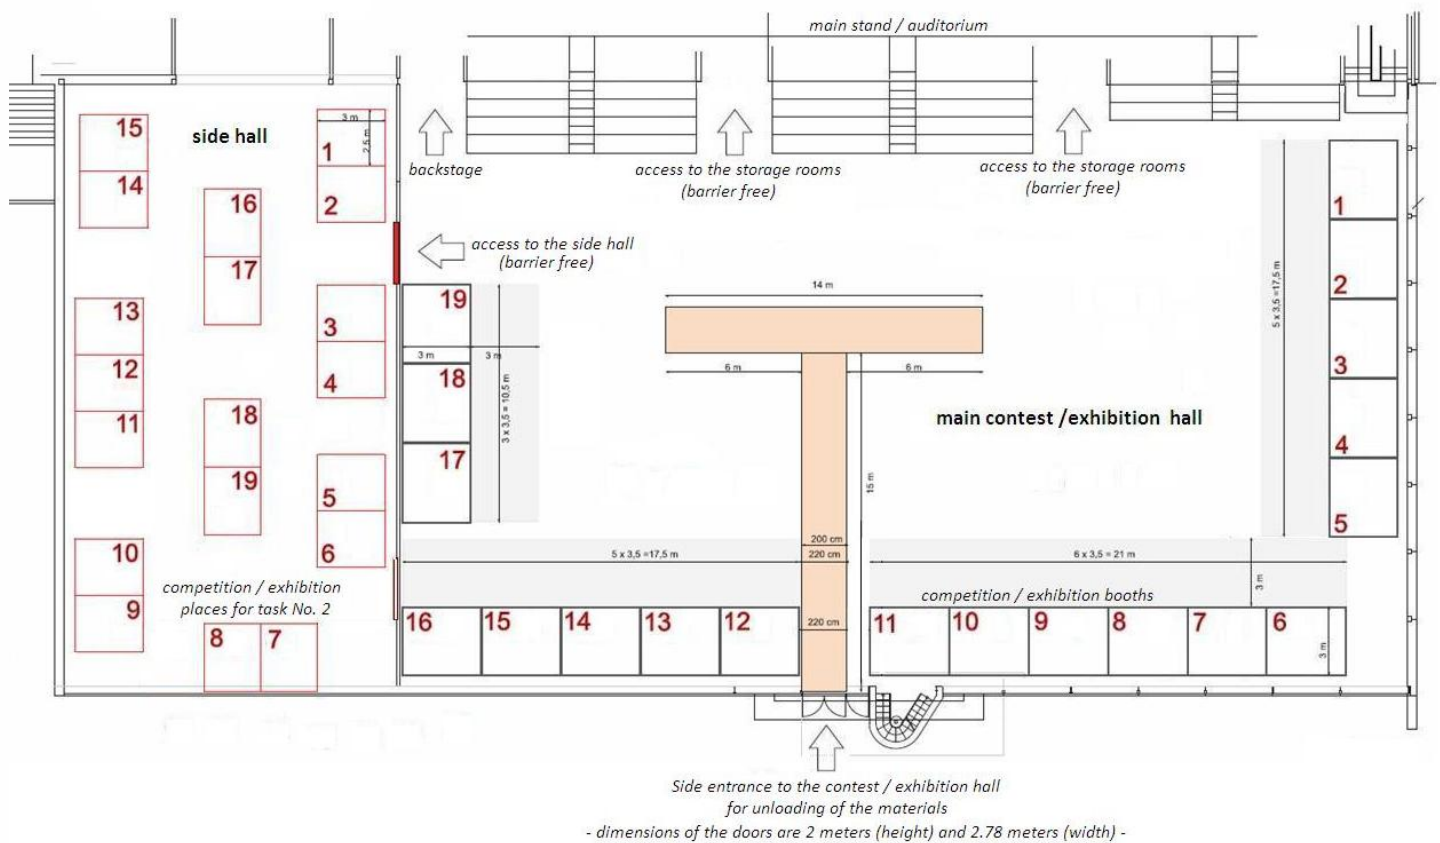 main stand / auditorium
side hall
backstage
access to the storage rooms
(barrier free)
access to the storage rooms
(barrier free)
access to the side hall
(barrier free)
15
14
16
17
13
12
11
18
19
10
9
8
7
3 m
2,5 m
1
2
3
4
5
6
competition / exhibition
places for task No. 2
19
18
17
3 m
3 m
3 x 3,5 = 10,5 m
14 m
6 m
6 m
15 m
200 cm
220 cm
220 cm
main contest /exhibition hall
5 x 3,5 =17,5 m
1
2
3
4
5
5 x 3,5 =17,5 m
6 x 3,5 = 21 m
3 m
competition / exhibition booths
16
15
14
13
12
11
10
9
8
7
6
3 m
Side entrance to the contest / exhibition hall
for unloading of the materials
- dimensions of the doors are 2 meters (height) and 2.78 meters (width) -